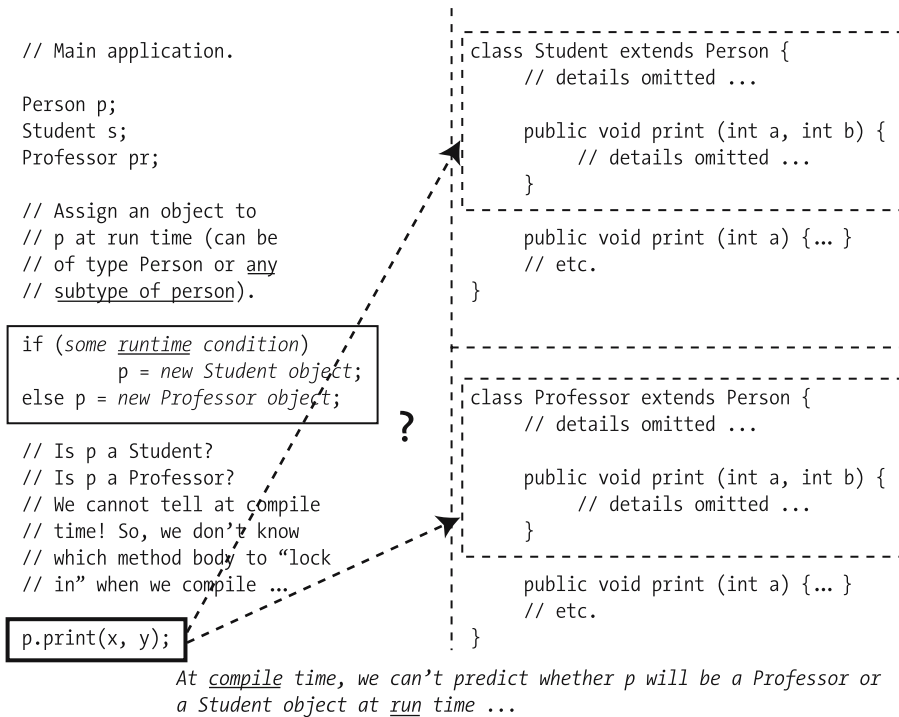 // Main application.
Person p;
Student s;
Professor pr;
// Assign an object to
// p at run time (can be
// of type Person or any
// subtype of person).
if (some runtime condition)
p = new Student object;
else p = new Professor object;
// Is p a Student?
// Is p a Professor?
// We cannot tell at compile
// time! So, we don’t know
// which method body to “lock
// in” when we compile ...
p.print(x, y);
?
class Student extends Person {
// details omitted ...
public void print (int a, int b) {
// details omitted ...
}
public void print (int a) {... }
// etc.
}
class Professor extends Person {
// details omitted ...
public void print (int a, int b) {
// details omitted ...
}
public void print (int a) {... }
// etc.
}
At compile time, we can’t predict whether p will be a Professor or
a Student object at run time ...